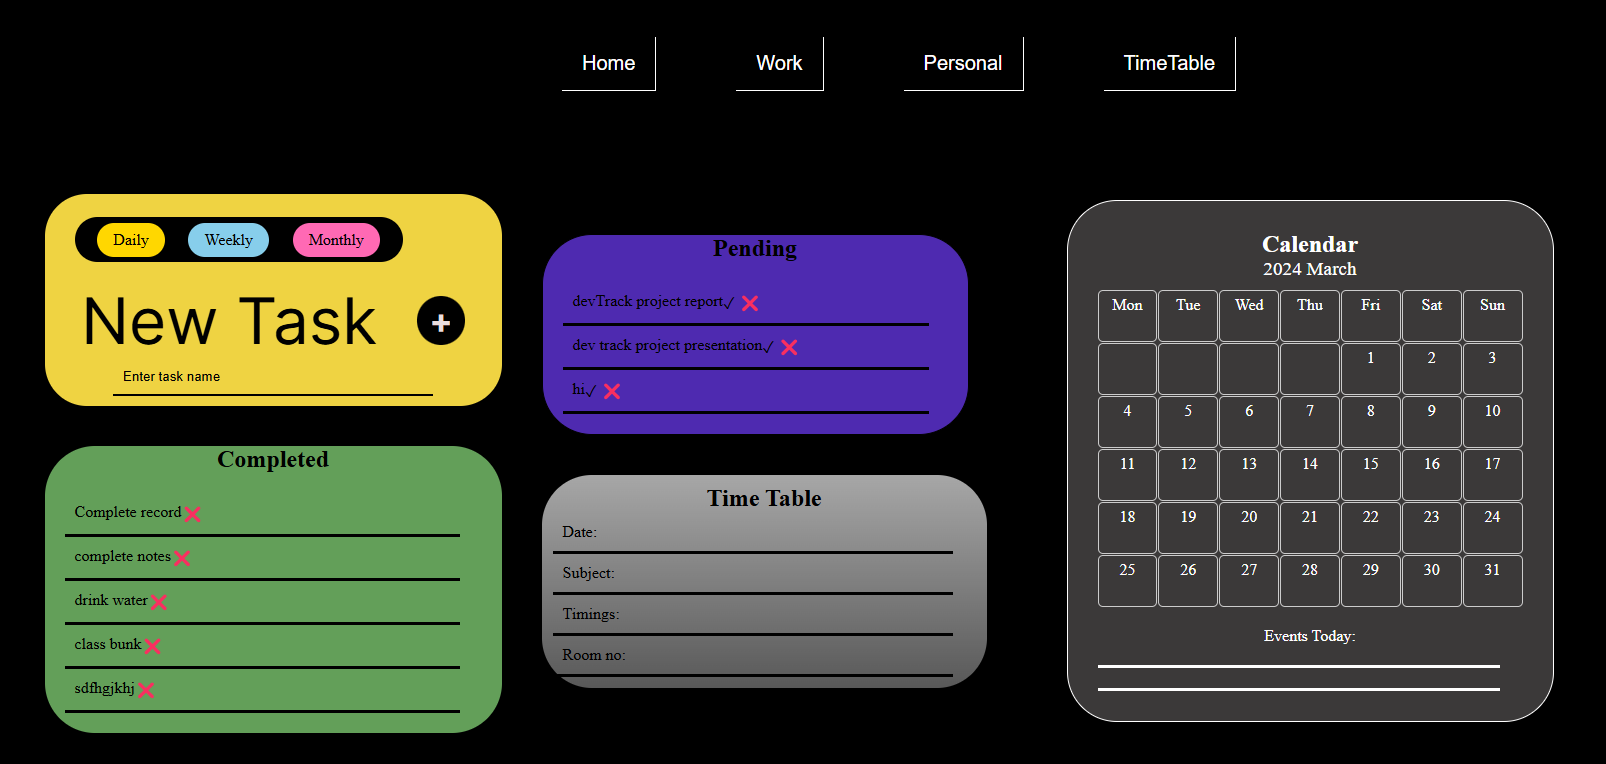 Home Work Personal TimeTable
Daily Weekly Monthly
New Task +
Enter task name
Completed
Complete record❌
complete notes❌
drink water❌
class bunk❌
sdfhgjkhj❌
Pending
devTrack project report✓ ❌
dev track project presentation✓ ❌
hi✓ ❌
Time Table
Date:
Subject:
Timings:
Room no:
Calendar
2024 March
Mon Tue Wed Thu Fri Sat Sun
1 2 3
4 5 6 7 8 9 10
11 12 13 14 15 16 17
18 19 20 21 22 23 24
25 26 27 28 29 30 31
Events Today: